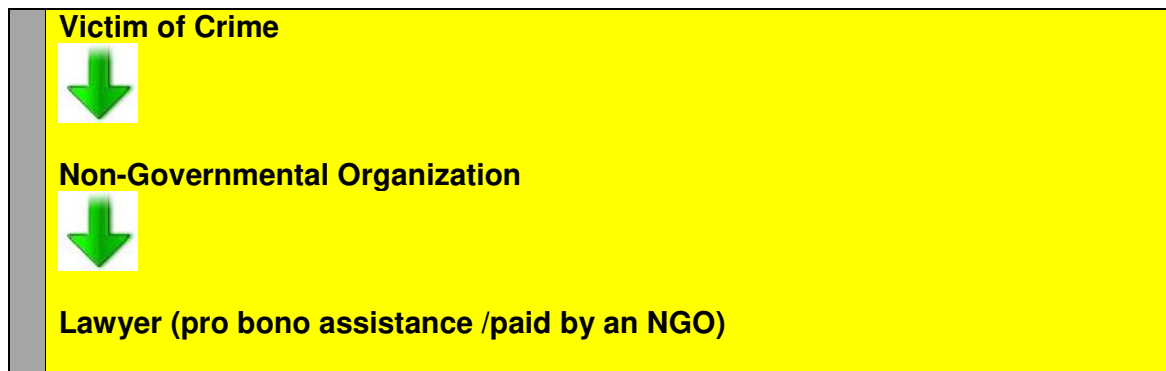 Victim of Crime
Non-Governmental Organization
Lawyer (pro bono assistance /paid by an NGO)